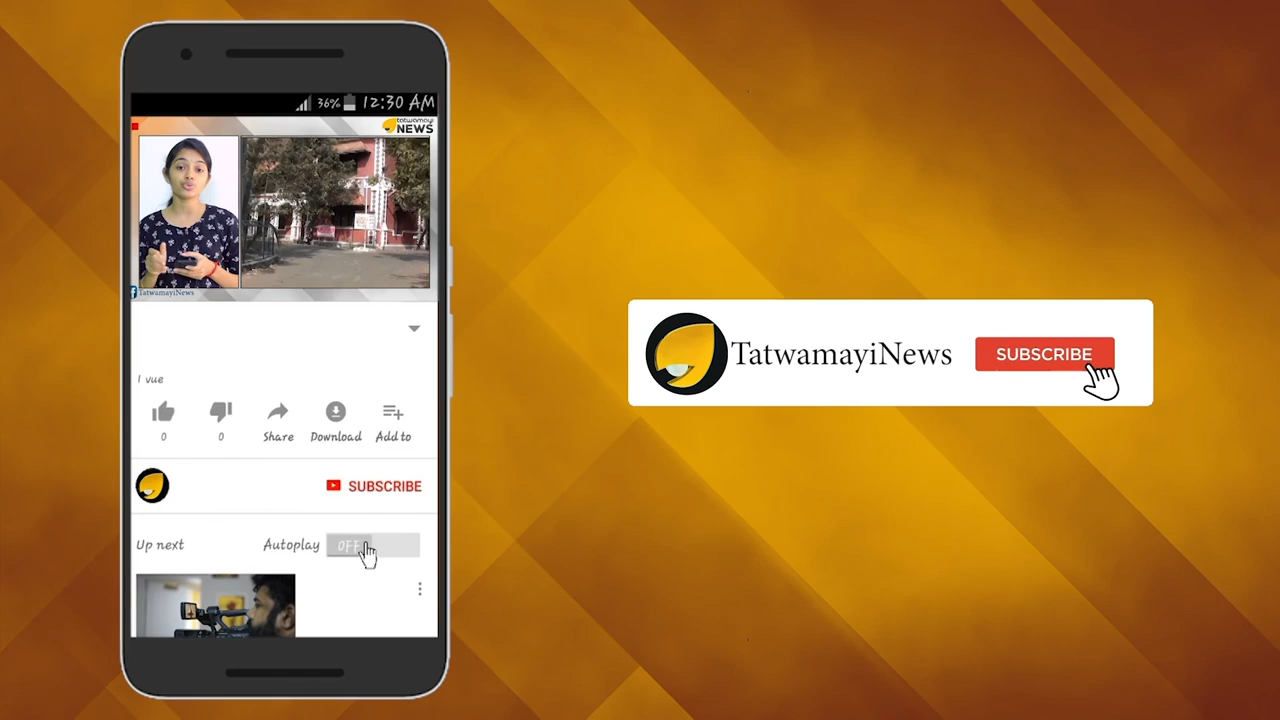 36% 12:30 AM
tatwamayi
NEWS
TatwamayiNews
1 vue
0 0 Share Download Add to
SUBSCRIBE
Up next Autoplay OFF
TatwamayiNews SUBSCRIBE